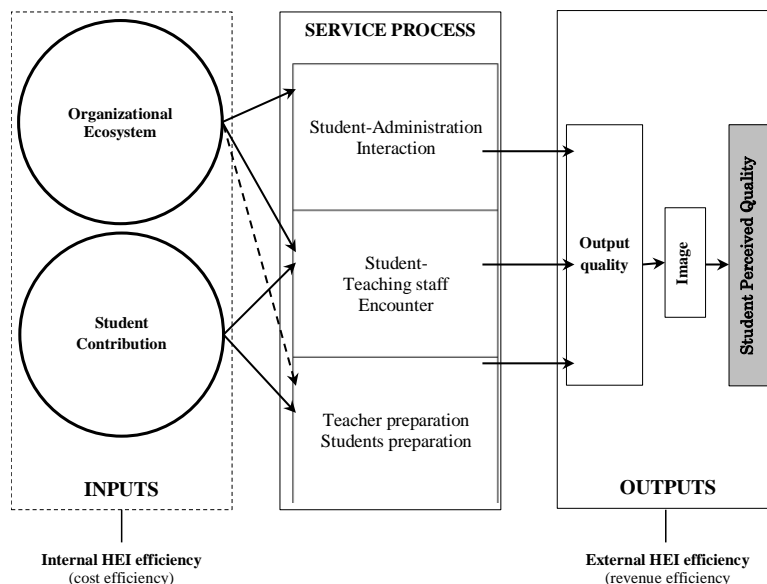 SERVICE PROCESS
Organizational
Ecosystem
Student
Contribution
INPUTS
Student-Administration
Interaction
Student-
Teaching staff
Encounter
Teacher preparation
Students preparation
Output
quality
Image
Student Perceived Quality
OUTPUTS
Internal HEI efficiency
(cost efficiency)
External HEI efficiency
(revenue efficiency